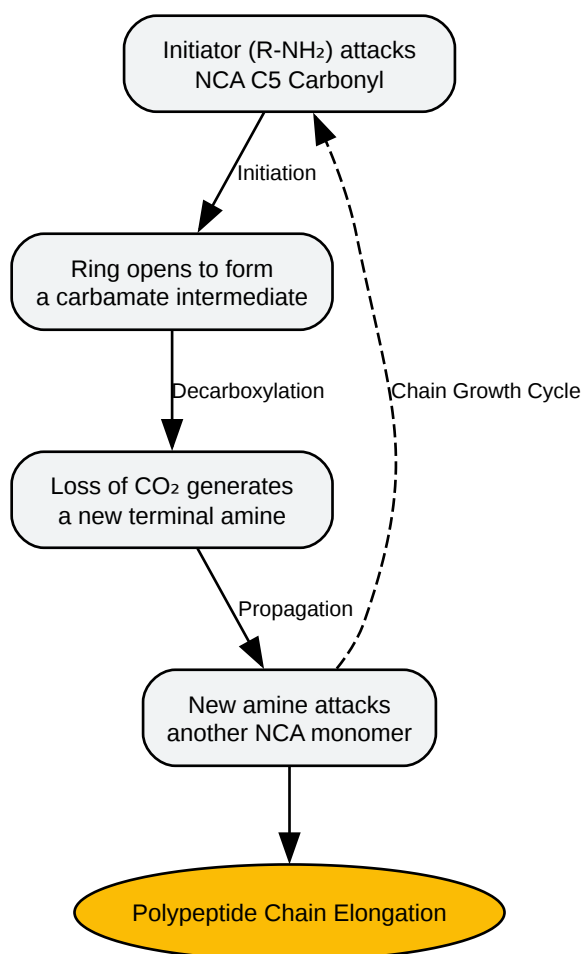 Initiator (R-NH₂) attacks
NCA C5 Carbonyl
Initiation
Ring opens to form
a carbamate intermediate
Decarboxylation
Chain Growth Cycle
Loss of CO₂ generates
a new terminal amine
Propagation
New amine attacks
another NCA monomer
Polypeptide Chain Elongation